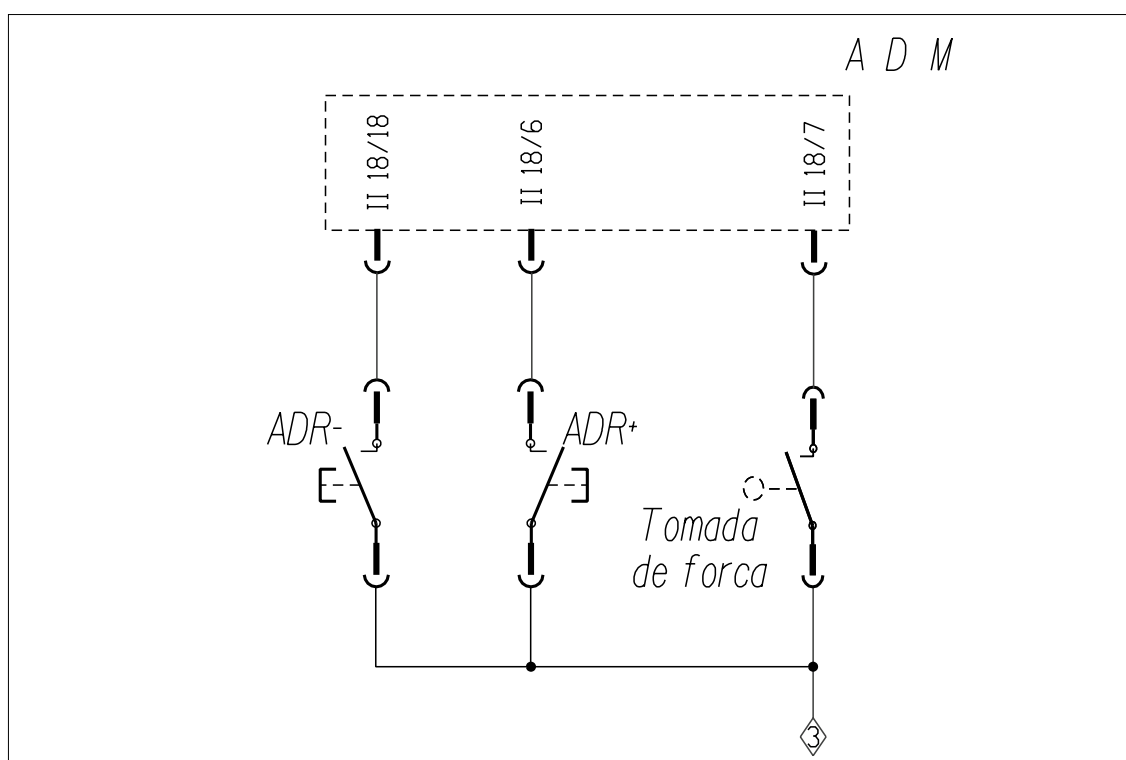 A D M
II 18/18
II 18/6
II 18/7
ADR-
ADR+
Tomada
de forca
3